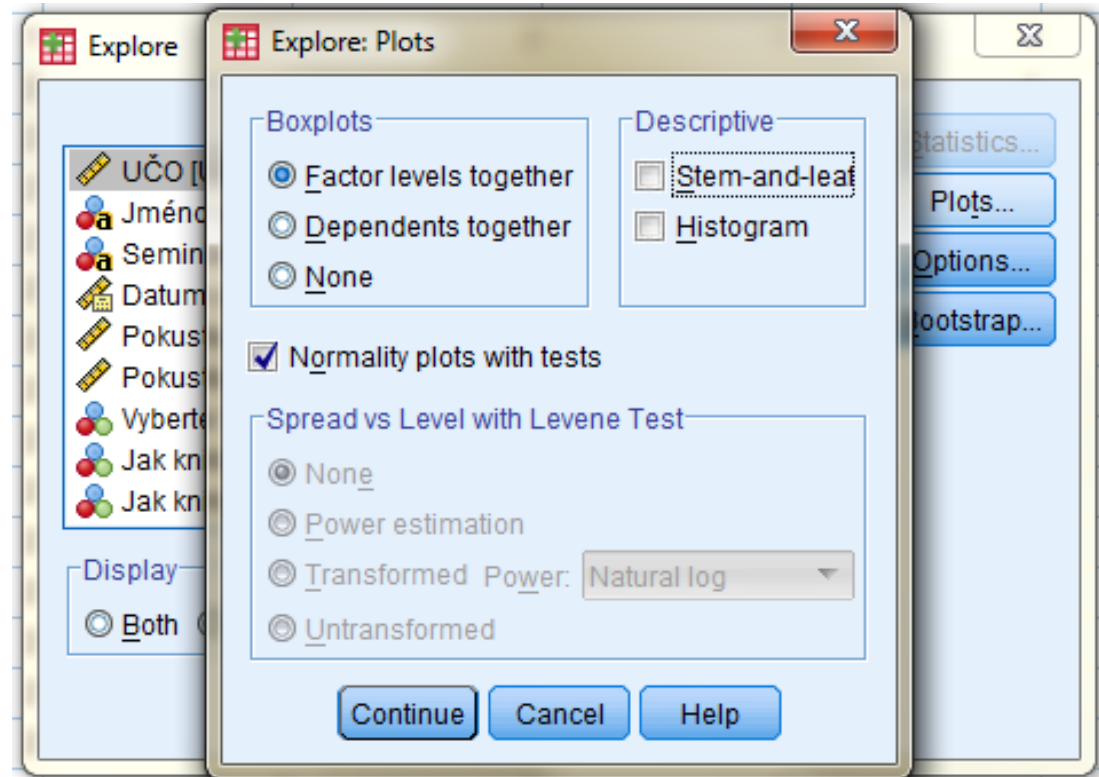 Explore
Explore: Plots
Boxplots
Factor levels together
Dependents together
None
Descriptive
Stem-and-leaf
Histogram
Normality plots with tests
Spread vs Level with Levene Test
None
Power estimation
Transformed Power: Natural log
Untransformed
Continue Cancel Help
UČO [U
Jméno
Semin
Datum
Pokus
Pokus
Vyberte
Jak kn
Jak kn
Display
Both
Statistics...
Plots...
Options...
Bootstrap...